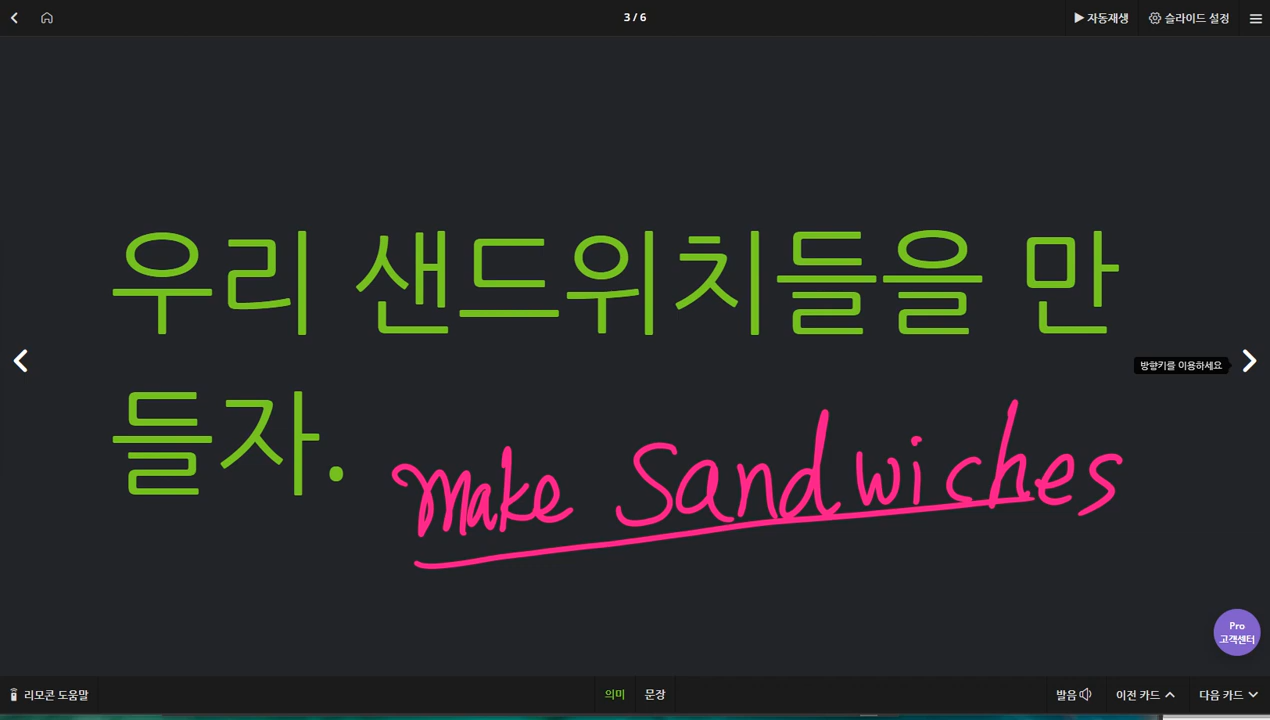 3 / 6
▶ 자동재생
슬라이드 설정
우리 샌드위치들을 만
들자.
make Sandwiches
방향키를 이용하세요
Pro
고객센터
리모콘 도움말
의미
문장
발음
이전 카드
다음 카드